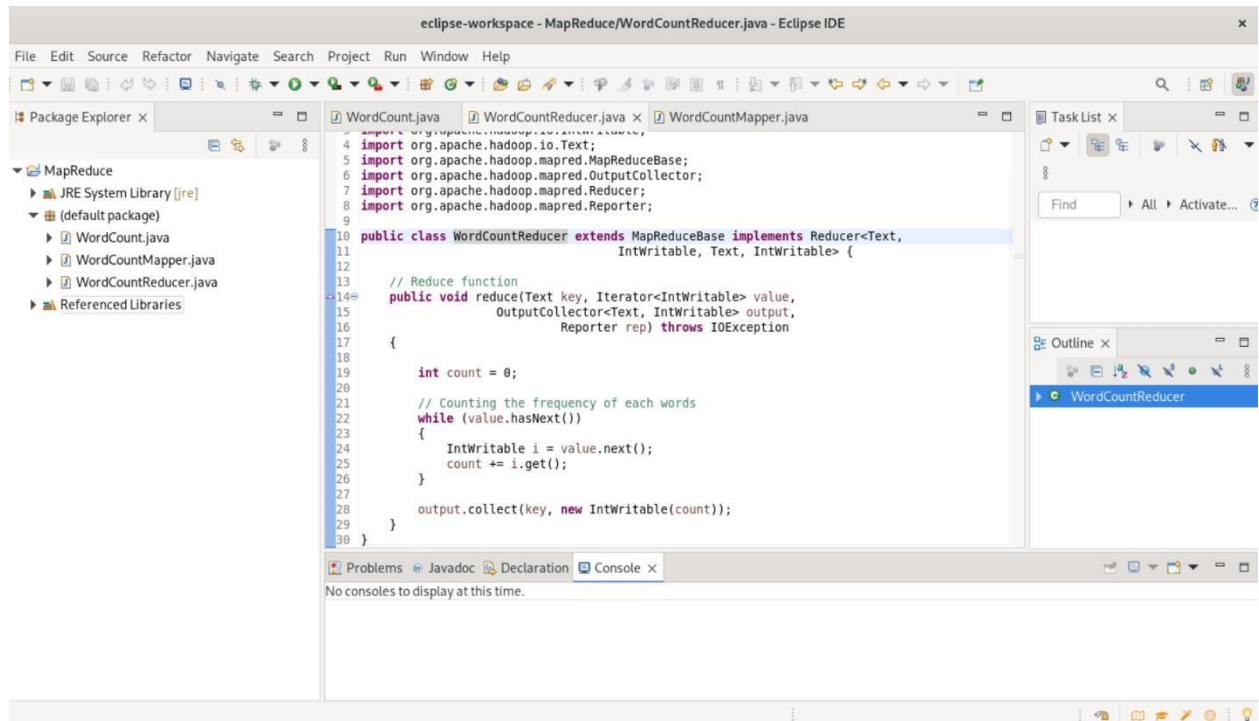 eclipse-workspace - MapReduce/WordCountReducer.java - Eclipse IDE
File Edit Source Refactor Navigate Search Project Run Window Help
Package Explorer
MapReduce
JRE System Library [jre]
(default package)
WordCount.java
WordCountMapper.java
WordCountReducer.java
Referenced Libraries
WordCount.java WordCountReducer.java WordCountMapper.java
3 import org.apache.hadoop.io.IntWritable;
4 import org.apache.hadoop.io.Text;
5 import org.apache.hadoop.mapred.MapReduceBase;
6 import org.apache.hadoop.mapred.OutputCollector;
7 import org.apache.hadoop.mapred.Reducer;
8 import org.apache.hadoop.mapred.Reporter;
9
10 public class WordCountReducer extends MapReduceBase implements Reducer<Text,
11 IntWritable, Text, IntWritable> {
12
13 // Reduce function
14 public void reduce(Text key, Iterator<IntWritable> value,
15 OutputCollector<Text, IntWritable> output,
16 Reporter rep) throws IOException
17 {
18
19 int count = 0;
20
21 // Counting the frequency of each words
22 while (value.hasNext())
23 {
24 IntWritable i = value.next();
25 count += i.get();
26 }
27
28 output.collect(key, new IntWritable(count));
29 }
30 }
Task List
Find All Activate...
Outline
WordCountReducer
Problems Javadoc Declaration Console
No consoles to display at this time.